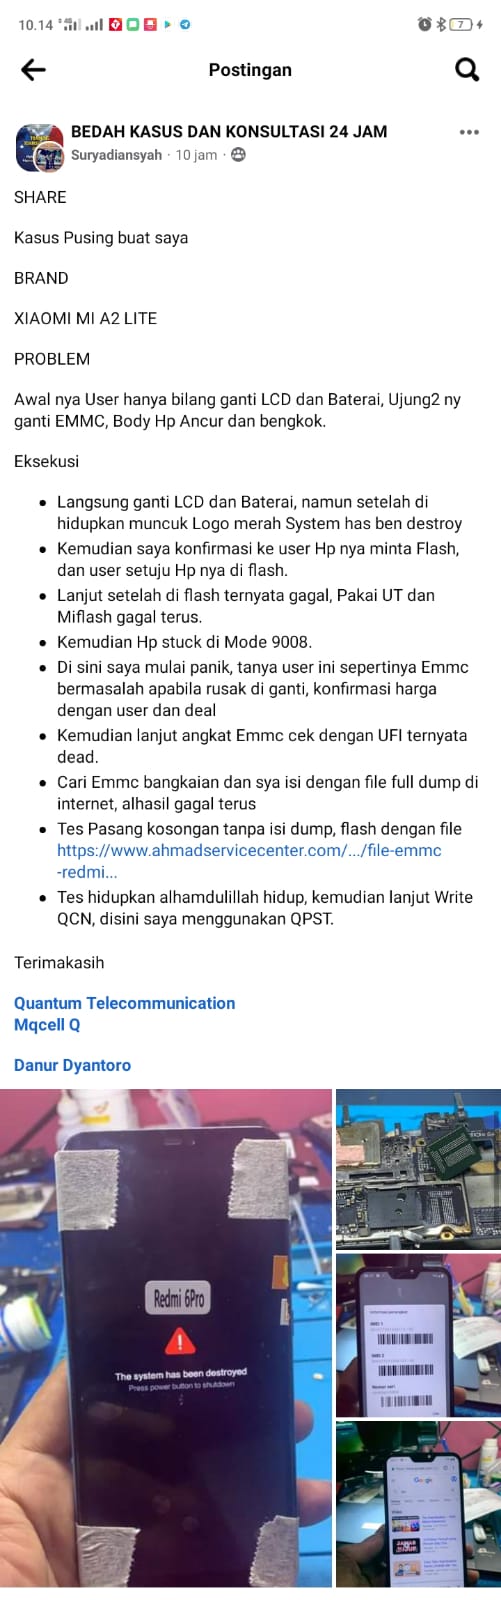 10.14
7
Postingan
BEDAH KASUS DAN KONSULTASI 24 JAM
Suryadiansyah · 10 jam ·
SHARE
Kasus Pusing buat saya
BRAND
XIAOMI MI A2 LITE
PROBLEM
Awal nya User hanya bilang ganti LCD dan Baterai, Ujung2 ny
ganti EMMC, Body Hp Ancur dan bengkok.
Eksekusi
• Langsung ganti LCD dan Baterai, namun setelah di
hidupkan muncuk Logo merah System has ben destroy
• Kemudian saya konfirmasi ke user Hp nya minta Flash,
dan user setuju Hp nya di flash.
• Lanjut setelah di flash ternyata gagal, Pakai UT dan
Miflash gagal terus.
• Kemudian Hp stuck di Mode 9008.
• Di sini saya mulai panik, tanya user ini sepertinya Emmc
bermasalah apabila rusak di ganti, konfirmasi harga
dengan user dan deal
• Kemudian lanjut angkat Emmc cek dengan UFI ternyata
dead.
• Cari Emmc bangkaian dan sya isi dengan file full dump di
internet, alhasil gagal terus
• Tes Pasang kosongan tanpa isi dump, flash dengan file
https://www.ahmadservicecenter.com/.../file-emmc
-redmi...
• Tes hidupkan alhamdulillah hidup, kemudian lanjut Write
QCN, disini saya menggunakan QPST.
Terimakasih
Quantum Telecommunication
Mqcell Q
Danur Dyantoro
Redmi 6Pro
The system has been destroyed
Press power button to shutdown
IMEI 1
IMEI 2
Google